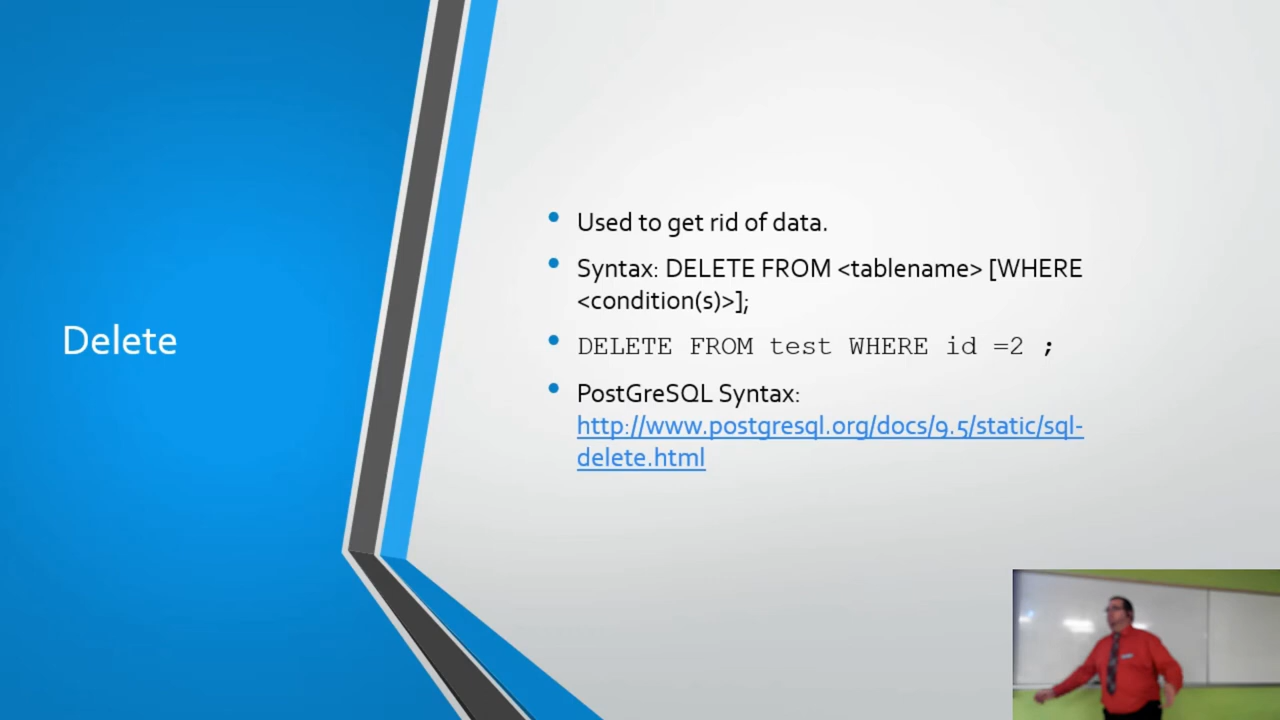 Delete
Used to get rid of data.
Syntax: DELETE FROM <tablename> [WHERE
<condition(s)>];
DELETE FROM test WHERE id =2 ;
PostGreSQL Syntax:
http://www.postgresql.org/docs/9.5/static/sql-
delete.html